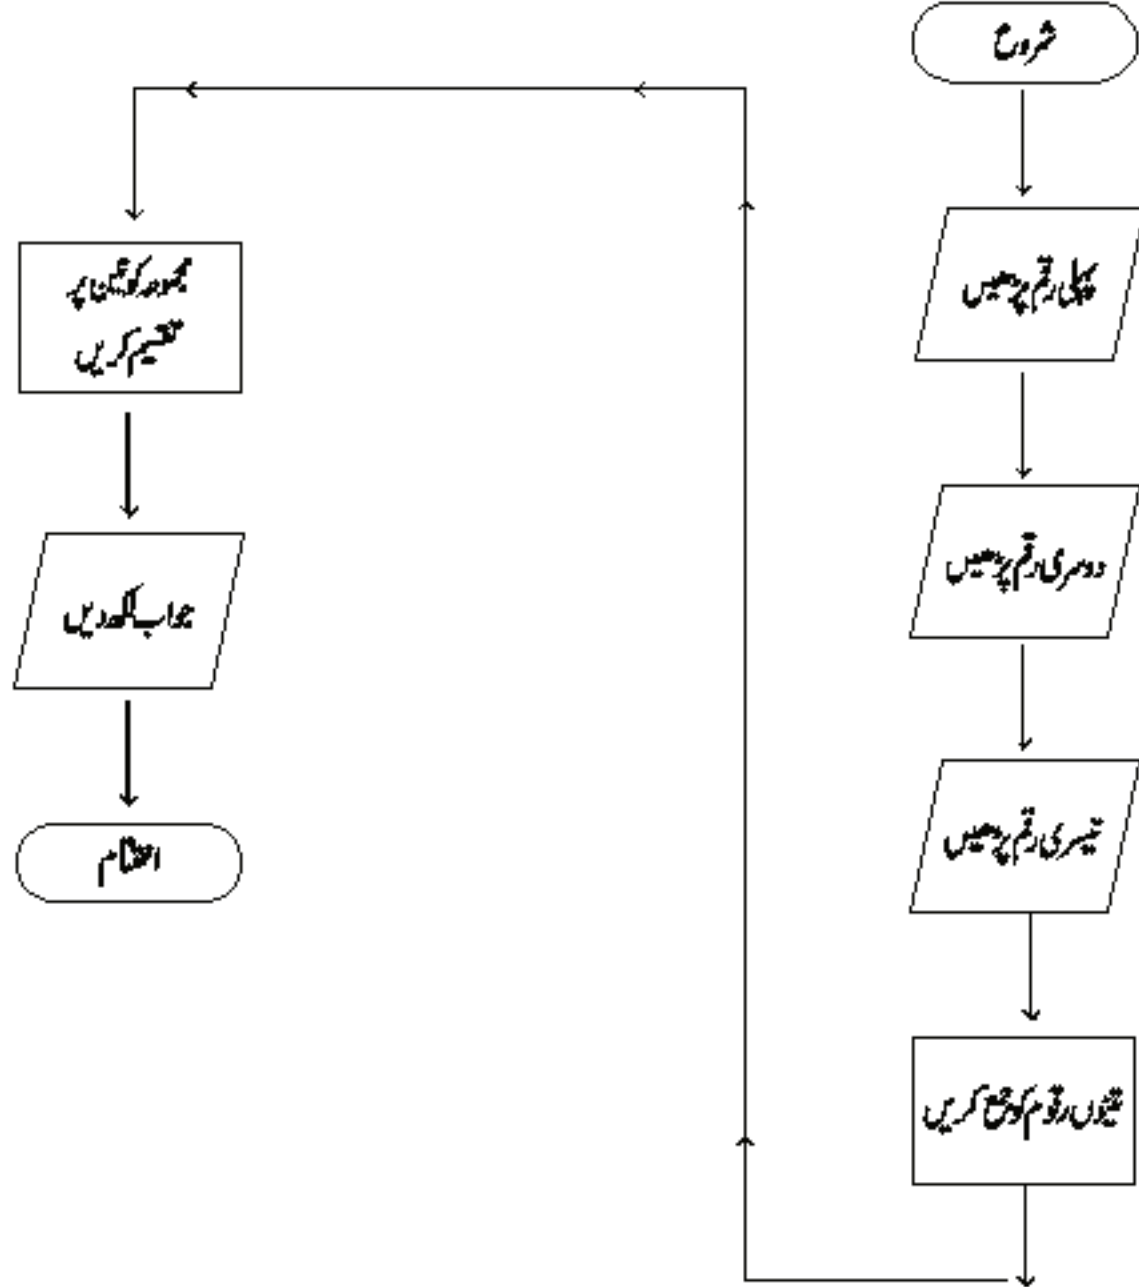 شروع
پہلی رقم پڑھیں
دوسری رقم پڑھیں
تیسری رقم پڑھیں
تینوں رقوم کو جمع کریں
مجموعہ کو تین پر
تقسیم کریں
جواب لکھ دیں
اختتام